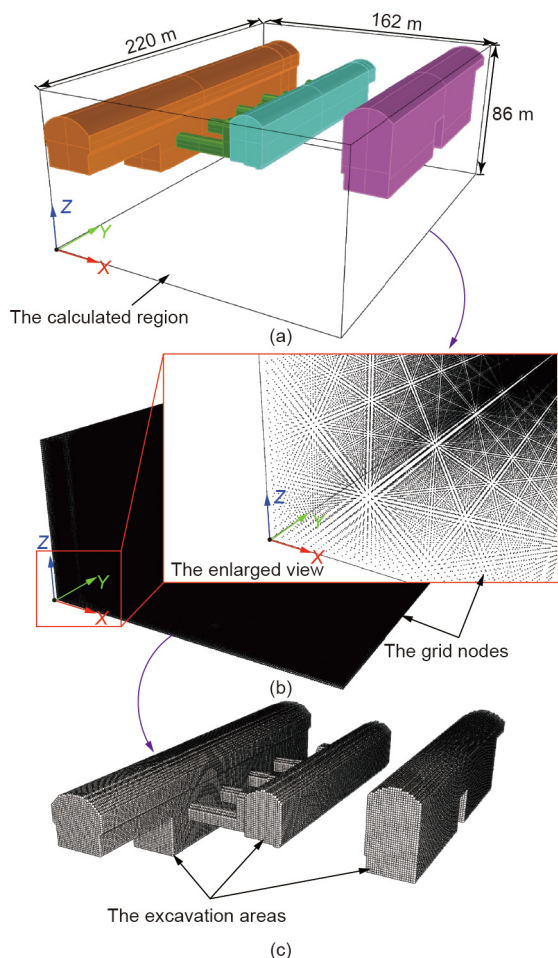 220 m
162 m
86 m
Z
Y
X
The calculated region
(a)
Z
Y
X
The enlarged view
Z
Y
X
The grid nodes
(b)
The excavation areas
(c)